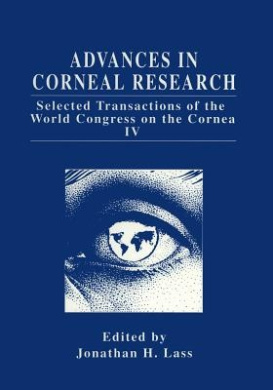 ADVANCES IN
CORNEAL RESEARCH
Selected Transactions of the
World Congress on the Cornea
IV
Edited by
Jonathan H. Lass